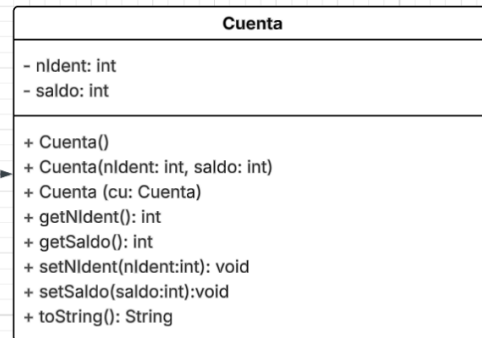 Cuenta
- nIdent: int
- saldo: int
+ Cuenta()
+ Cuenta(nIdent: int, saldo: int)
+ Cuenta (cu: Cuenta)
+ getNIdent(): int
+ getSaldo(): int
+ setNIdent(nIdent:int): void
+ setSaldo(saldo:int):void
+ toString(): String